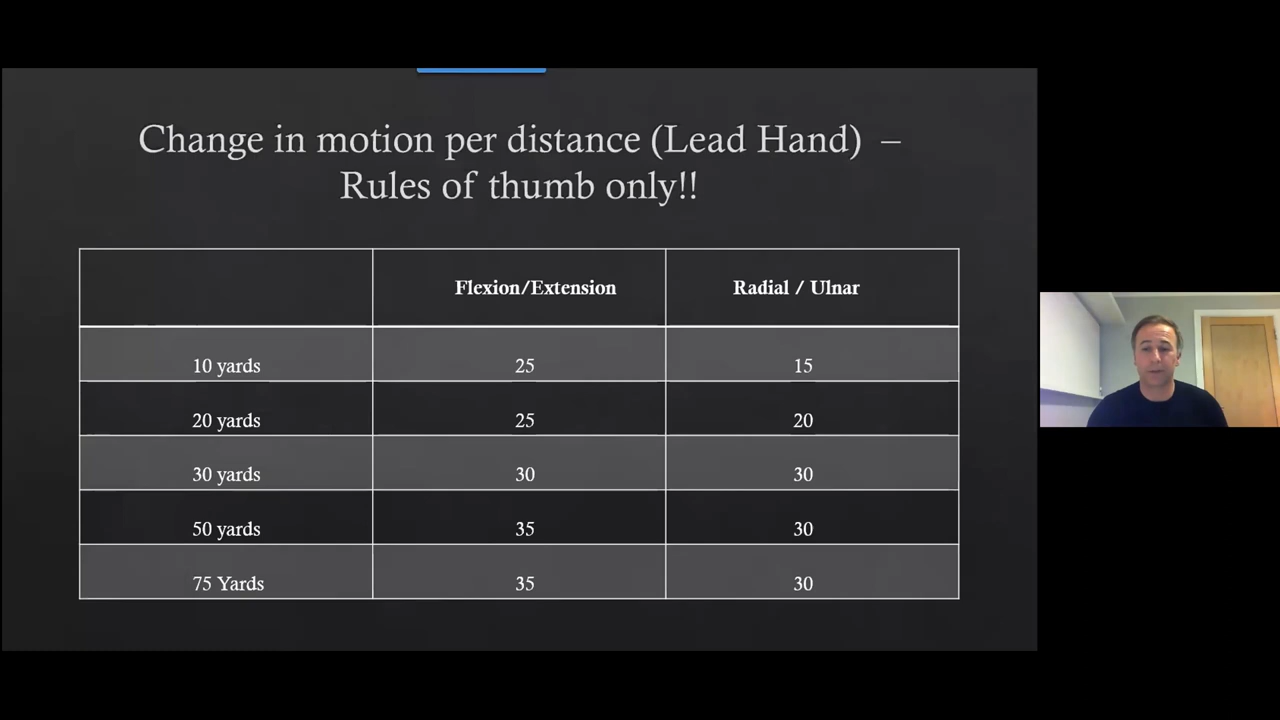 Change in motion per distance (Lead Hand) –
Rules of thumb only!!
Flexion/Extension Radial / Ulnar
10 yards 25 15
20 yards 25 20
30 yards 30 30
50 yards 35 30
75 Yards 35 30